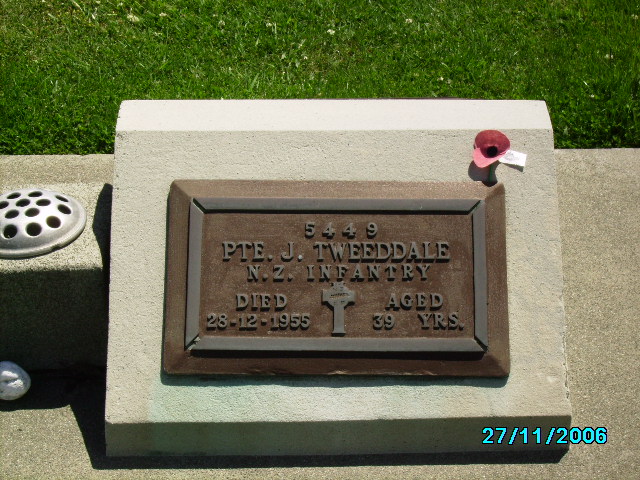 5449
PTE. J. TWEEDDALE
N.Z. INFANTRY
DIED AGED
28-12-1955 39 YRS.
27/11/2006